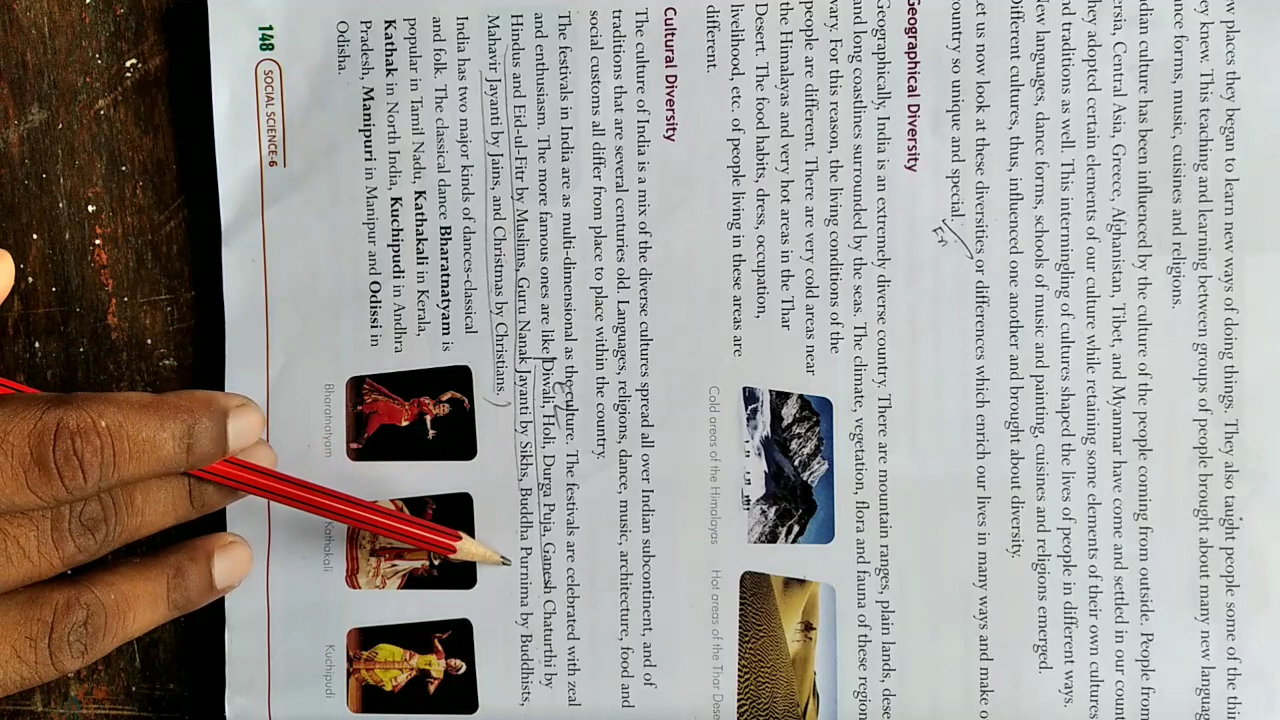 places they began to learn new ways of doing things. They also taught people some of the
knew. This teaching and learning between groups of people brought about many new
forms, music, cuisines and religions.
culture has been influenced by the culture of the people coming from outside. People from
Central Asia, Greece, Afghanistan, Tibet, and Myanmar have come and settled in our
adopted certain elements of our culture while retaining some elements of their own cultures
traditions as well. This intermingling of cultures shaped the lives of people in different ways.
New languages, dance forms, schools of music and painting, cuisines and religions emerged.
Different cultures, thus, influenced one another and brought about diversity.
Let us now look at these diversities or differences which enrich our lives in many ways and make
country so unique and special.
Geographical Diversity
Geographically, India is an extremely diverse country. There are mountain ranges, plain lands,
and long coastlines surrounded by the seas. The climate, vegetation, flora and fauna of these
vary. For this reason, the living conditions of the
people are different. There are very cold areas near
the Himalayas and very hot areas in the Thar
Desert. The food habits, dress, occupation,
livelihood, etc. of people living in these areas are
different.
Cold areas of the Himalayas
Hot areas of the Thar
Cultural Diversity
The culture of India is a mix of the diverse cultures spread all over Indian subcontinent, and of
traditions that are several centuries old. Languages, religions, dance, music, architecture, food and
social customs all differ from place to place within the country.
The festivals in India are as multi-dimensional as the culture. The festivals are celebrated with zeal
and enthusiasm. The more famous ones are like Diwali, Holi, Durga Puja, Ganesh Chaturthi by
Hindus and Eid-ul-Fitr by Muslims, Guru Nanak Jayanti by Sikhs, Buddha Purnima by Buddhists,
Mahavir Jayanti by Jains, and Christmas by Christians.
India has two major kinds of dances-classical
and folk. The classical dance Bharatnatyam is
popular in Tamil Nadu, Kathakali in Kerala,
Kathak in North India, Kuchipudi in Andhra
Pradesh, Manipuri in Manipur and Odissi in
Odisha.
Bharatnatyam
Kathakali
Kuchipudi
148 SOCIAL SCIENCE-6